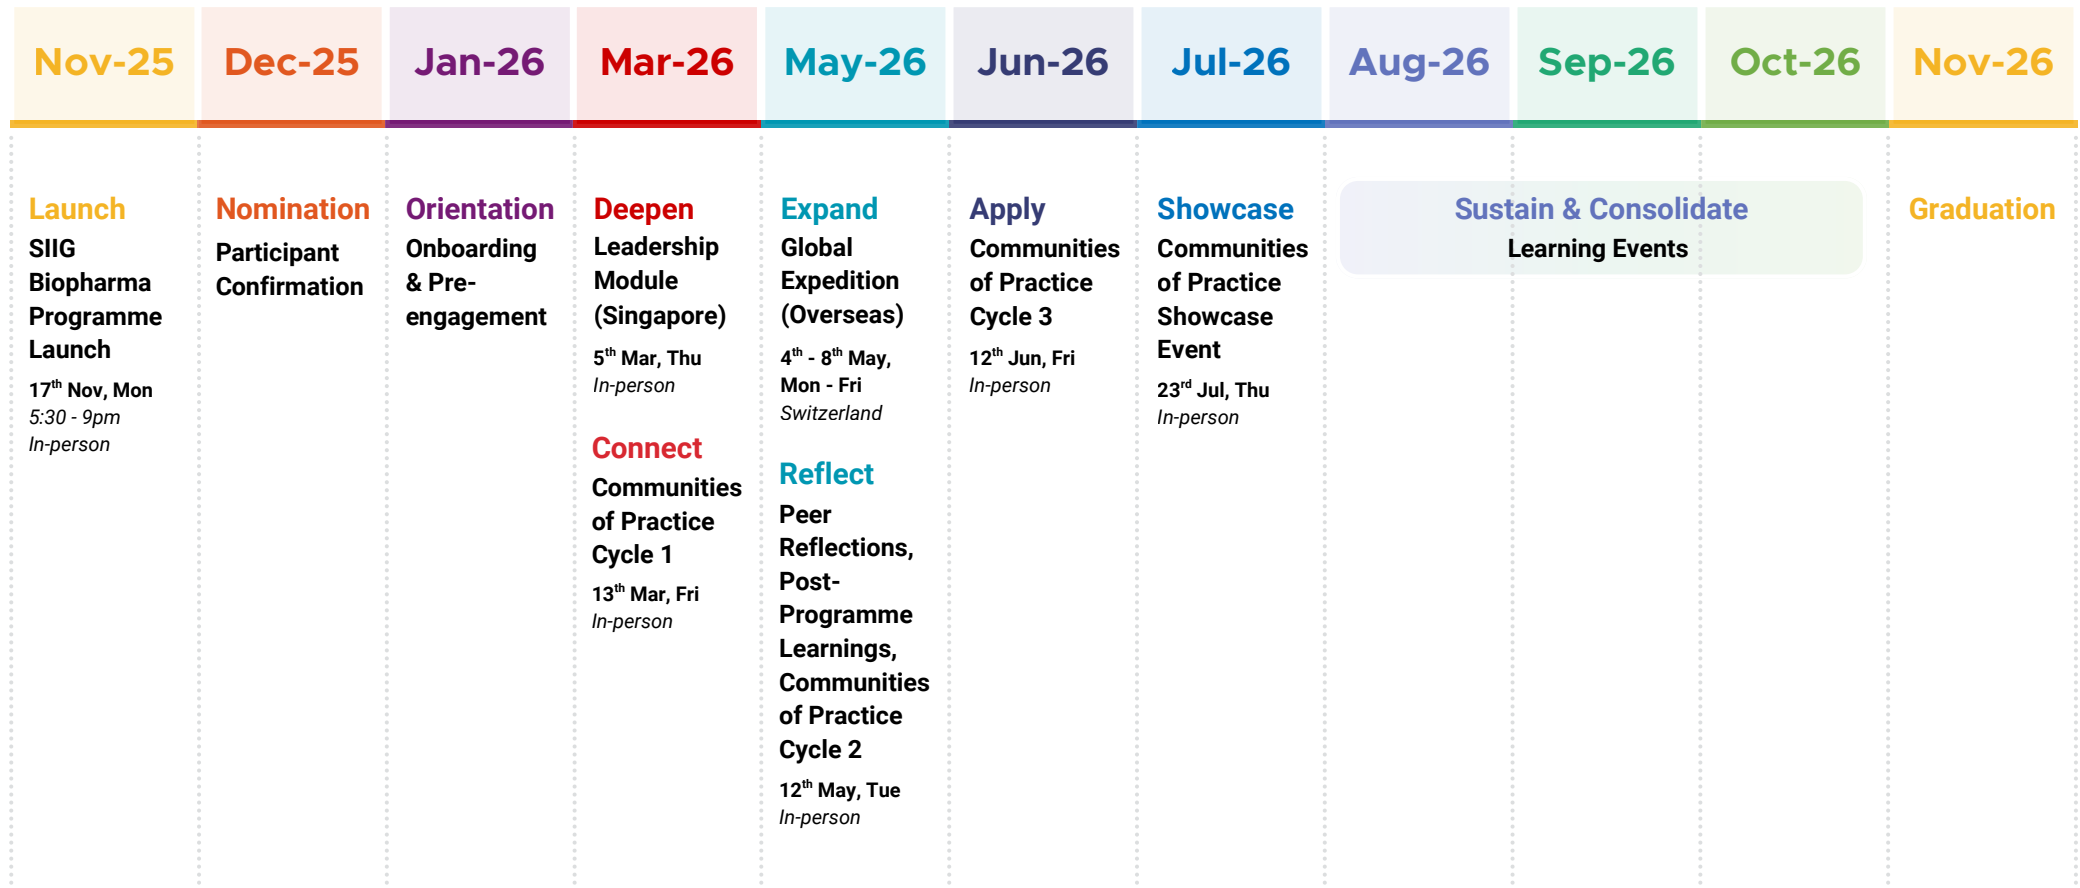 Nov-25
Dec-25
Jan-26
Mar-26
May-26
Jun-26
Jul-26
Aug-26
Sep-26
Oct-26
Nov-26
Launch
SIIG
Biopharma
Programme
Launch
17th Nov, Mon
5:30 - 9pm
In-person
Nomination
Participant
Confirmation
Orientation
Onboarding
& Pre-
engagement
Deepen
Leadership
Module
(Singapore)
5th Mar, Thu
In-person
Connect
Communities
of Practice
Cycle 1
13th Mar, Fri
In-person
Expand
Global
Expedition
(Overseas)
4th - 8th May,
Mon - Fri
Switzerland
Reflect
Peer
Reflections,
Post-
Programme
Learnings,
Communities
of Practice
Cycle 2
12th May, Tue
In-person
Apply
Communities
of Practice
Cycle 3
12th Jun, Fri
In-person
Showcase
Communities
of Practice
Showcase
Event
23rd Jul, Thu
In-person
Sustain & Consolidate
Learning Events
Graduation